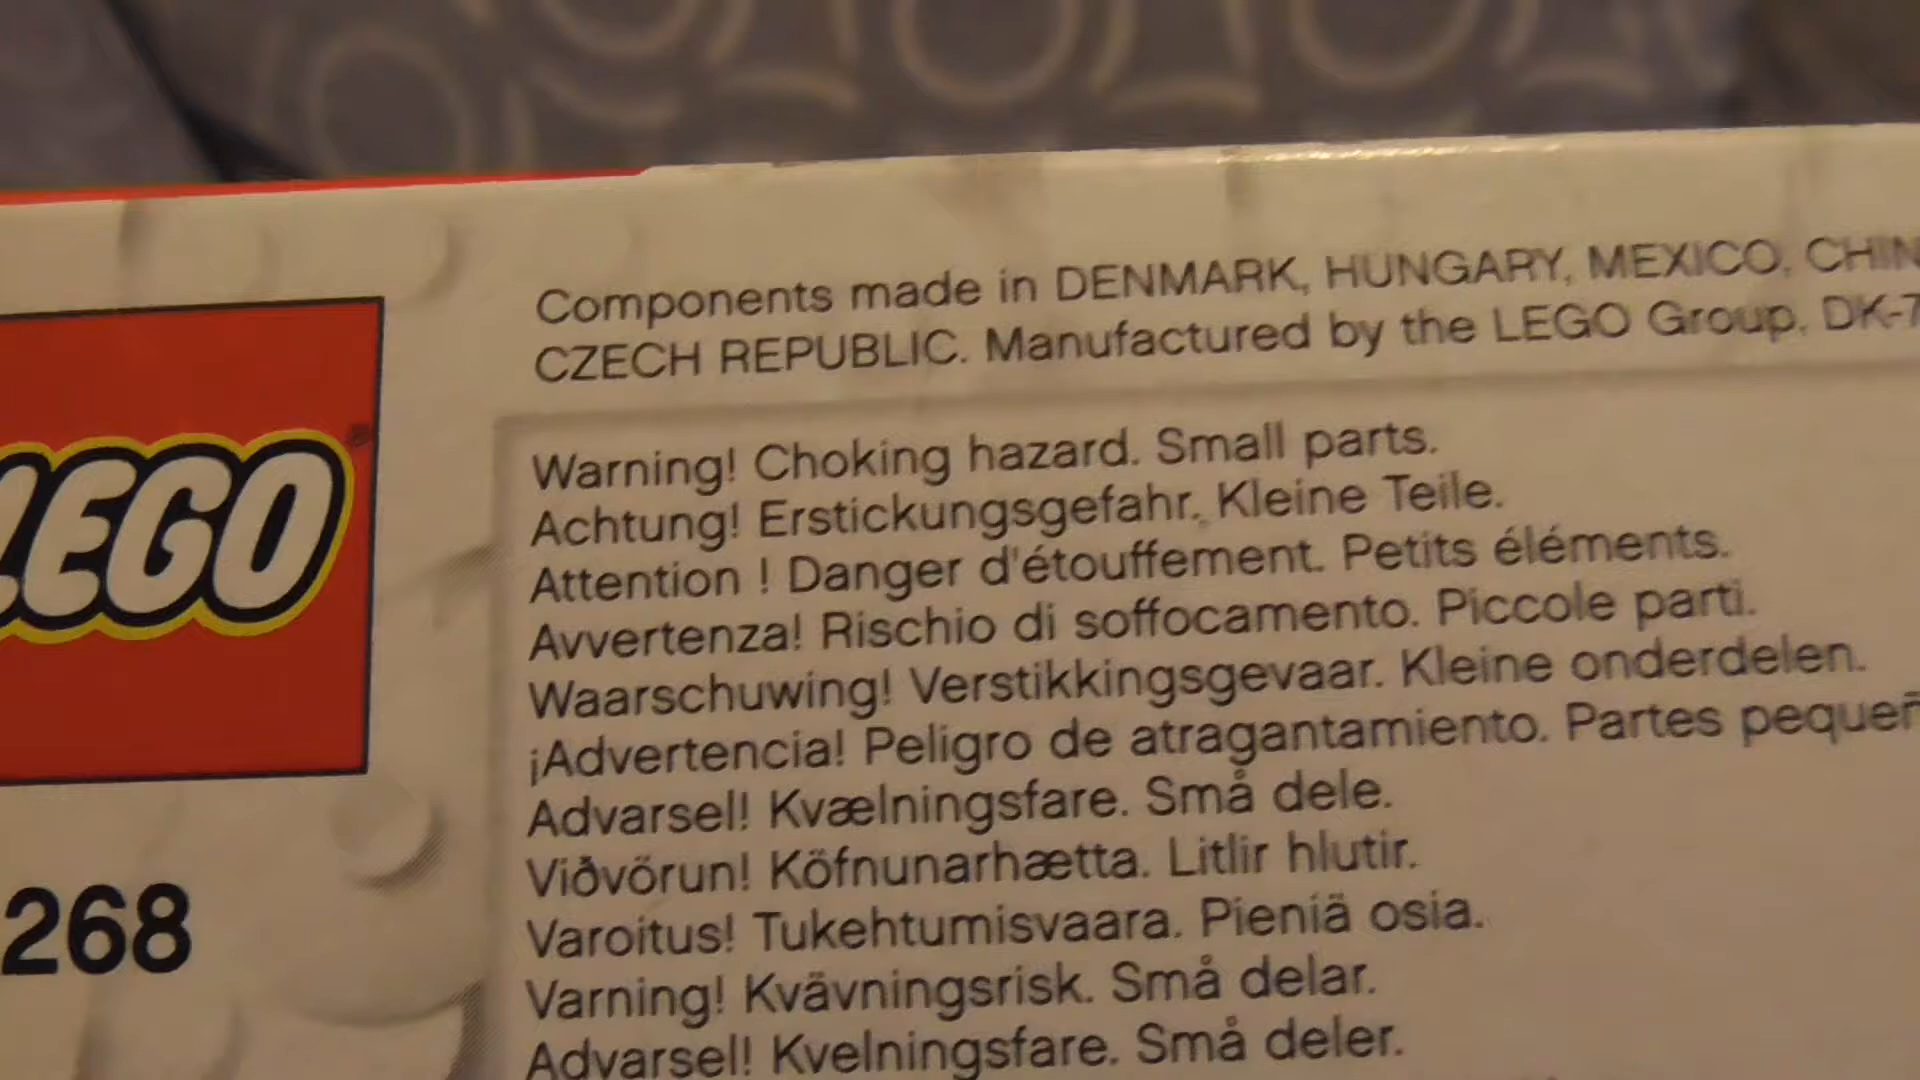 Components made in DENMARK, HUNGARY, MEXICO, CHIN
CZECH REPUBLIC. Manufactured by the LEGO Group, DK-7
LEGO
Warning! Choking hazard. Small parts.
Achtung! Erstickungsgefahr. Kleine Teile.
Attention ! Danger d'étouffement. Petits éléments.
Avvertenza! Rischio di soffocamento. Piccole parti.
Waarschuwing! Verstikkingsgevaar. Kleine onderdelen.
¡Advertencia! Peligro de atragantamiento. Partes pequeñ
Advarsel! Kvælningsfare. Små dele.
Viðvörun! Köfnunarhætta. Litlir hlutir.
Varoitus! Tukehtumisvaara. Pieniä osia.
Varning! Kvävningsrisk. Små delar.
Advarsel! Kvelningsfare. Små deler.
268